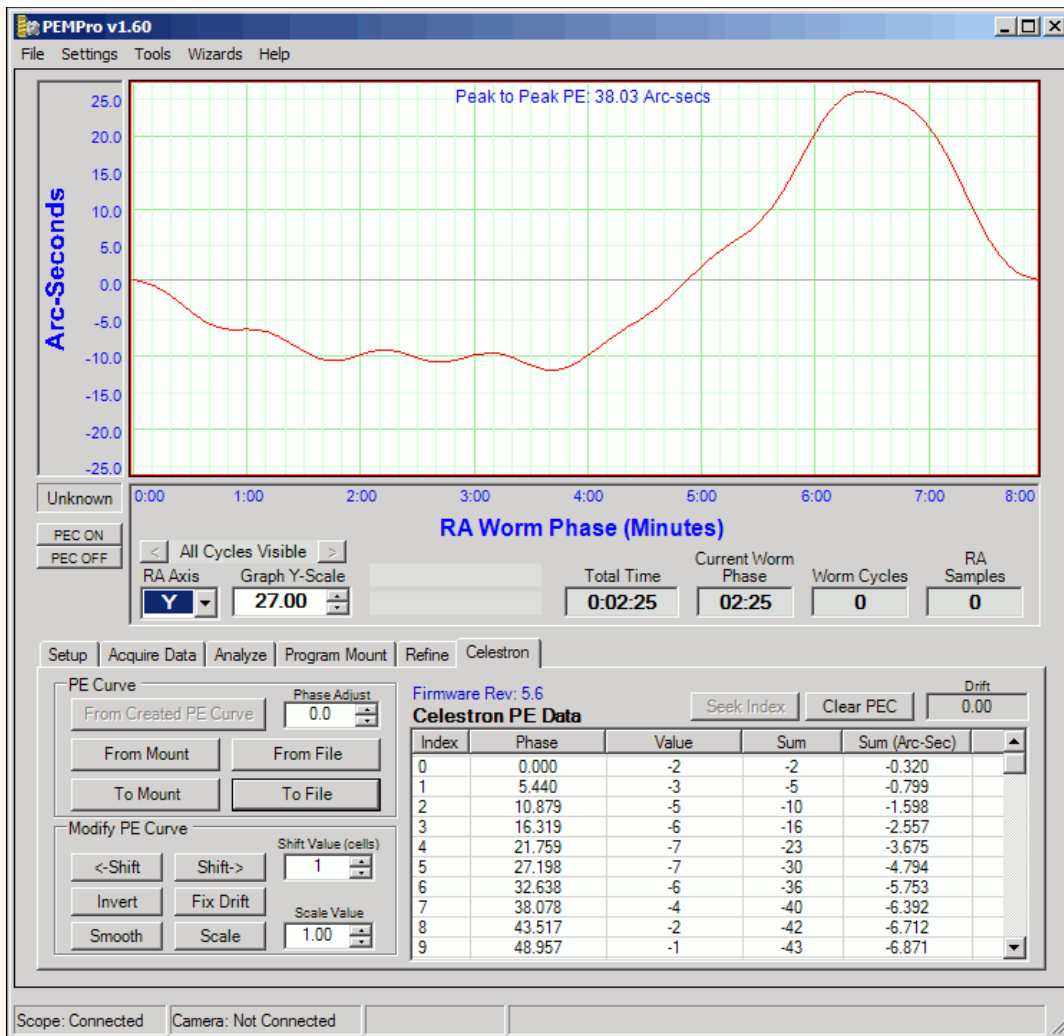 PEMPro v1.60
File Settings Tools Wizards Help
Peak to Peak PE: 38.03 Arc-secs
Arc-Seconds
25.0
20.0
15.0
10.0
5.0
0.0
-5.0
-10.0
-15.0
-20.0
-25.0
Unknown
0:00 1:00 2:00 3:00 4:00 5:00 6:00 7:00 8:00
RA Worm Phase (Minutes)
PEC ON
PEC OFF
< All Cycles Visible >
RA Axis Graph Y-Scale Total Time Current Worm Phase Worm Cycles RA Samples
Y 27.00 0:02:25 02:25 0 0
Setup Acquire Data Analyze Program Mount Refine Celestron
PE Curve
From Created PE Curve
Phase Adjust
0.0
From Mount From File
To Mount To File
Modify PE Curve
Shift Value (cells)
<-Shift Shift-> 1
Invert Fix Drift
Scale Value
Smooth Scale 1.00
Firmware Rev: 5.6
Celestron PE Data
Seek Index Clear PEC
Drift
0.00
Index Phase Value Sum Sum (Arc-Sec)
0 0.000 -2 -2 -0.320
1 5.440 -3 -5 -0.799
2 10.879 -5 -10 -1.598
3 16.319 -6 -16 -2.557
4 21.759 -7 -23 -3.675
5 27.198 -7 -30 -4.794
6 32.638 -6 -36 -5.753
7 38.078 -4 -40 -6.392
8 43.517 -2 -42 -6.712
9 48.957 -1 -43 -6.871
Scope: Connected Camera: Not Connected